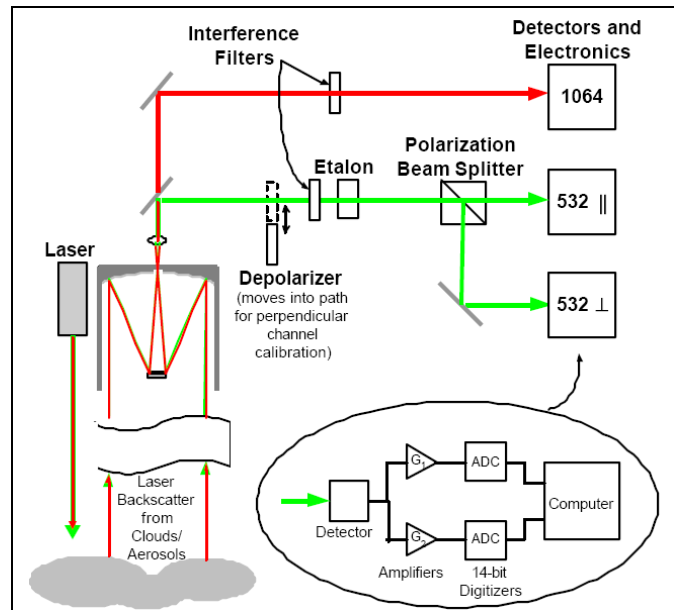 Interference
Filters
Detectors and
Electronics
1064
Polarization
Beam Splitter
Etalon
532 ||
Laser
Depolarizer
(moves into path
for perpendicular
channel
calibration)
532 ⊥
Laser
Backscatter
from
Clouds/
Aerosols
G1
ADC
Computer
Detector
G2
ADC
Amplifiers
14-bit
Digitizers